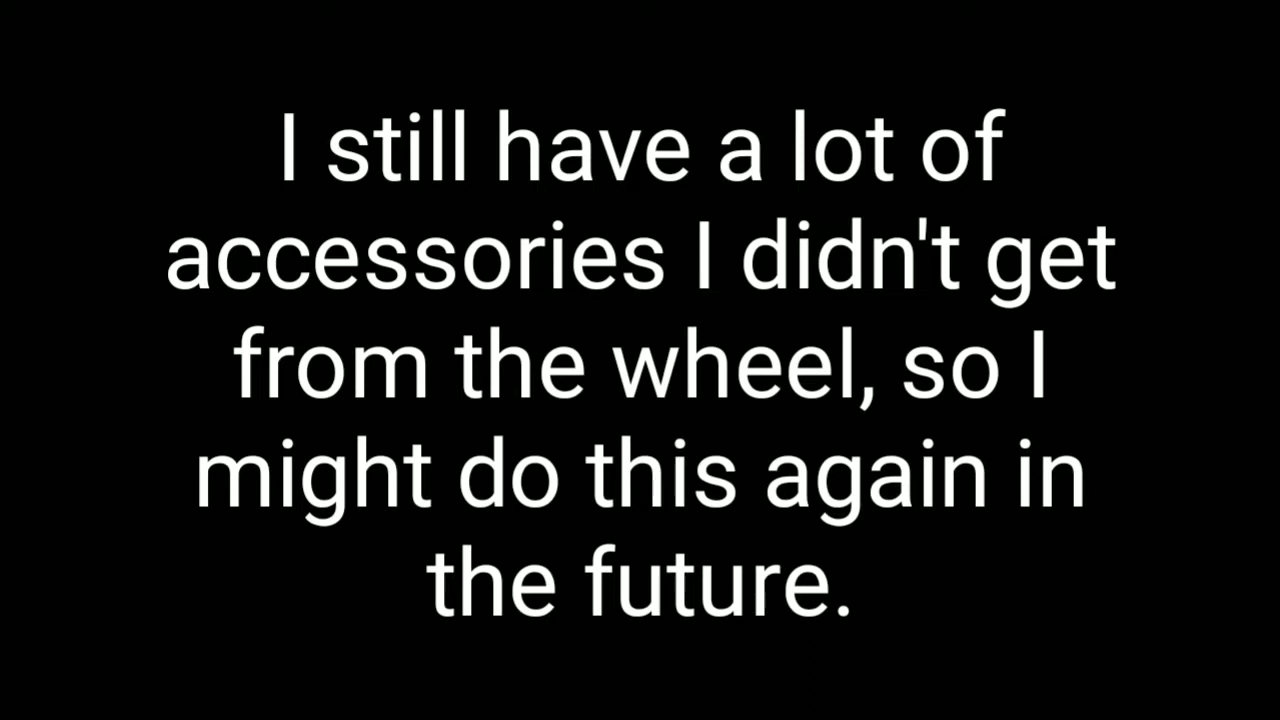 I still have a lot of
accessories I didn't get
from the wheel, so I
might do this again in
the future.